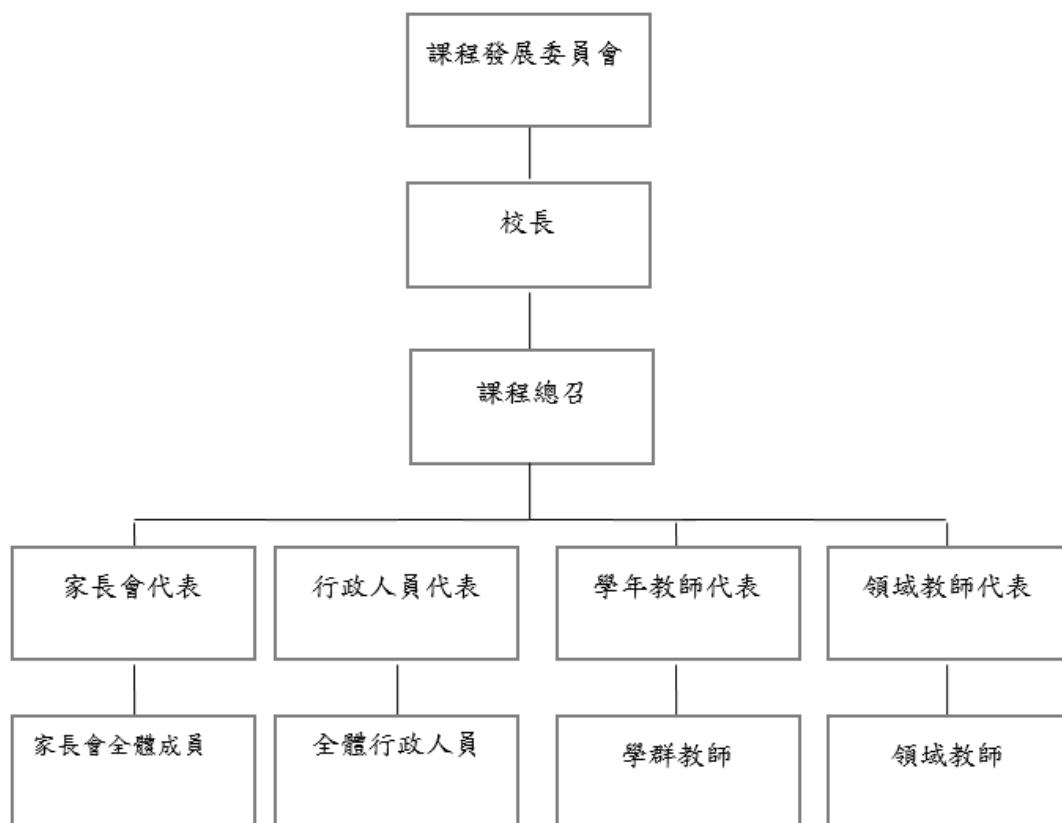 課程發展委員會
校長
課程總召
家長會代表
行政人員代表
學年教師代表
領域教師代表
家長會全體成員
全體行政人員
學群教師
領域教師